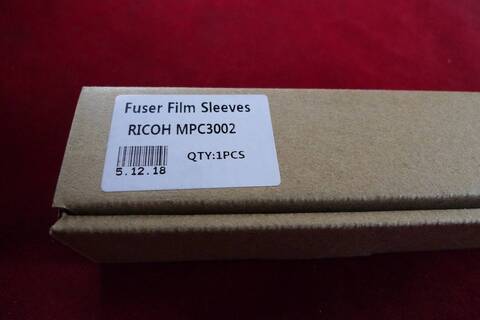 Fuser Film Sleeves
RICOH MPC3002
QTY:1PCS
5.12.18